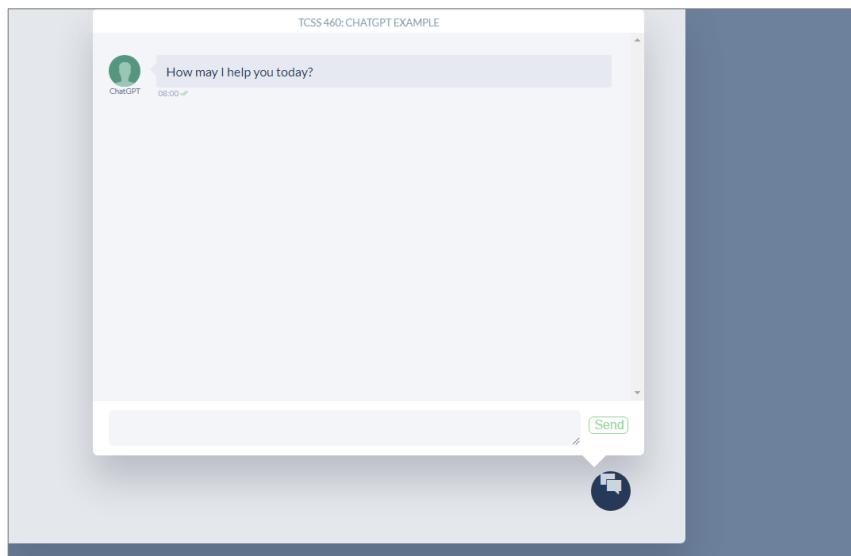 TCSS 460: CHATGPT EXAMPLE
How may I help you today?
ChatGPT
08:00
Send